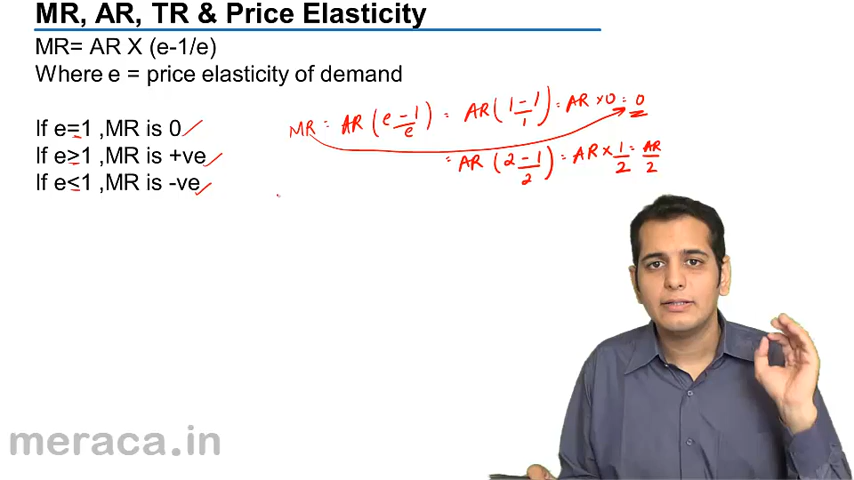 MR, AR, TR & Price Elasticity
MR= AR X (e-1/e)
Where e = price elasticity of demand
If e=1 ,MR is 0
If e>1 ,MR is +ve
If e<1 ,MR is -ve
MR = AR (e-1/e) = AR (1-1/1) = AR x 0 = 0
= AR (2-1/2) = AR x 1/2 = AR/2
meraca.in